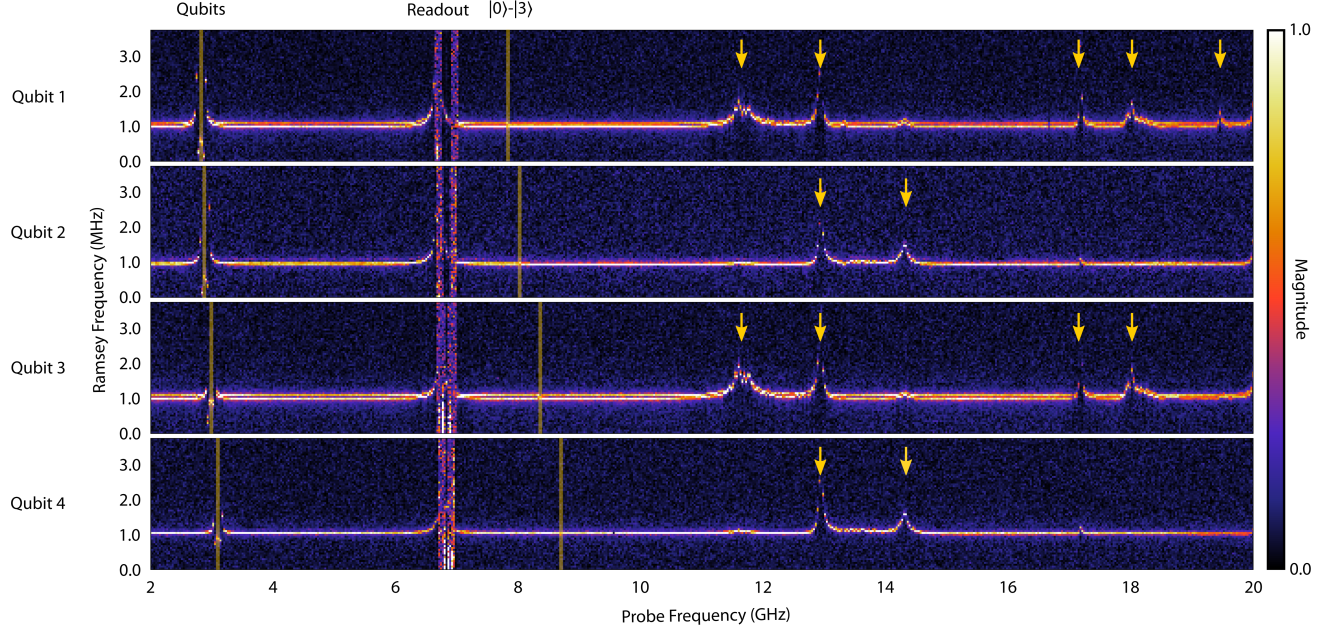 Qubits Readout |0⟩-|3⟩
Qubit 1
Qubit 2
Qubit 3
Qubit 4
Ramsey Frequency (MHz)
3.0
2.0
1.0
0.0
3.0
2.0
1.0
0.0
3.0
2.0
1.0
0.0
3.0
2.0
1.0
0.0
2 4 6 8 10 12 14 16 18 20
Probe Frequency (GHz)
1.0
Magnitude
0.0